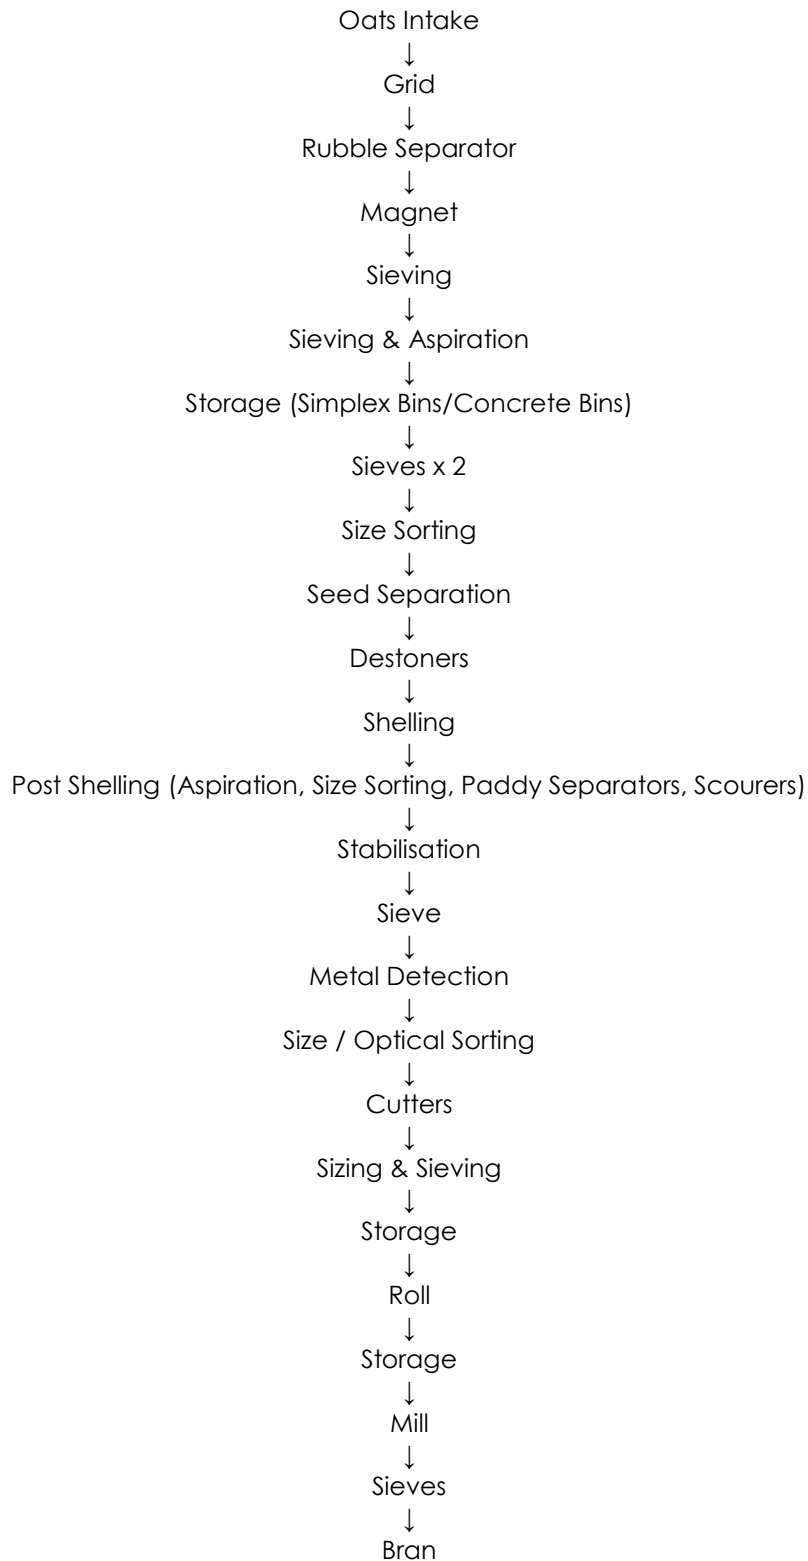 Oats Intake
↓
Grid
↓
Rubble Separator
↓
Magnet
↓
Sieving
↓
Sieving & Aspiration
↓
Storage (Simplex Bins/Concrete Bins)
↓
Sieves x 2
↓
Size Sorting
↓
Seed Separation
↓
Destoners
↓
Shelling
↓
Post Shelling (Aspiration, Size Sorting, Paddy Separators, Scourers)
↓
Stabilisation
↓
Sieve
↓
Metal Detection
↓
Size / Optical Sorting
↓
Cutters
↓
Sizing & Sieving
↓
Storage
↓
Roll
↓
Storage
↓
Mill
↓
Sieves
↓
Bran